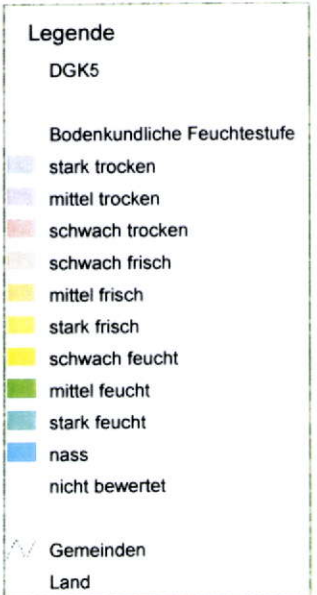 Legende
DGK5
Bodenkundliche Feuchtestufe
stark trocken
mittel trocken
schwach trocken
schwach frisch
mittel frisch
stark frisch
schwach feucht
mittel feucht
stark feucht
nass
nicht bewertet
Gemeinden
Land